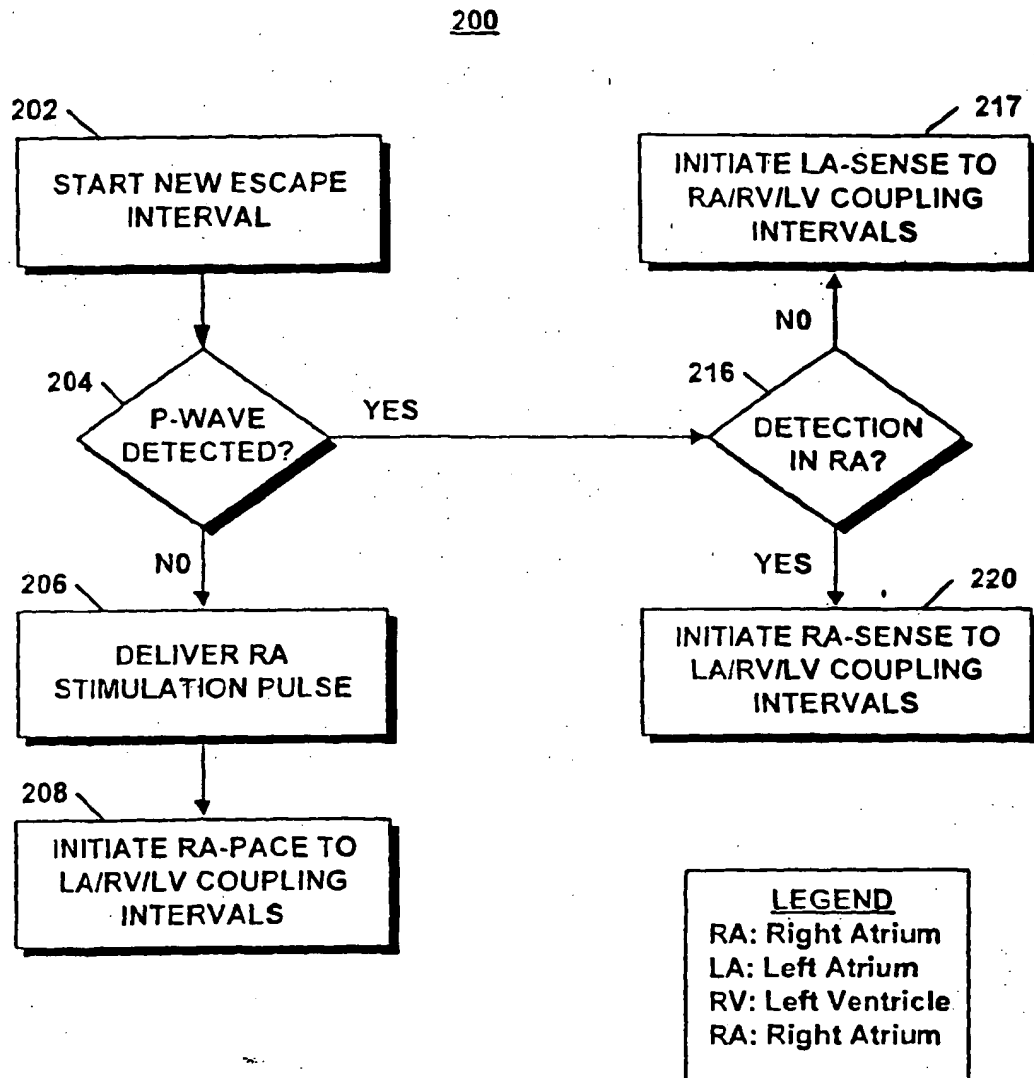 200
202
START NEW ESCAPE
INTERVAL
204
P-WAVE
DETECTED?
YES
NO
206
DELIVER RA
STIMULATION PULSE
208
INITIATE RA-PACE TO
LA/RV/LV COUPLING
INTERVALS
217
INITIATE LA-SENSE TO
RA/RV/LV COUPLING
INTERVALS
NO
216
DETECTION
IN RA?
YES
220
INITIATE RA-SENSE TO
LA/RV/LV COUPLING
INTERVALS
LEGEND
RA: Right Atrium
LA: Left Atrium
RV: Left Ventricle
RA: Right Atrium